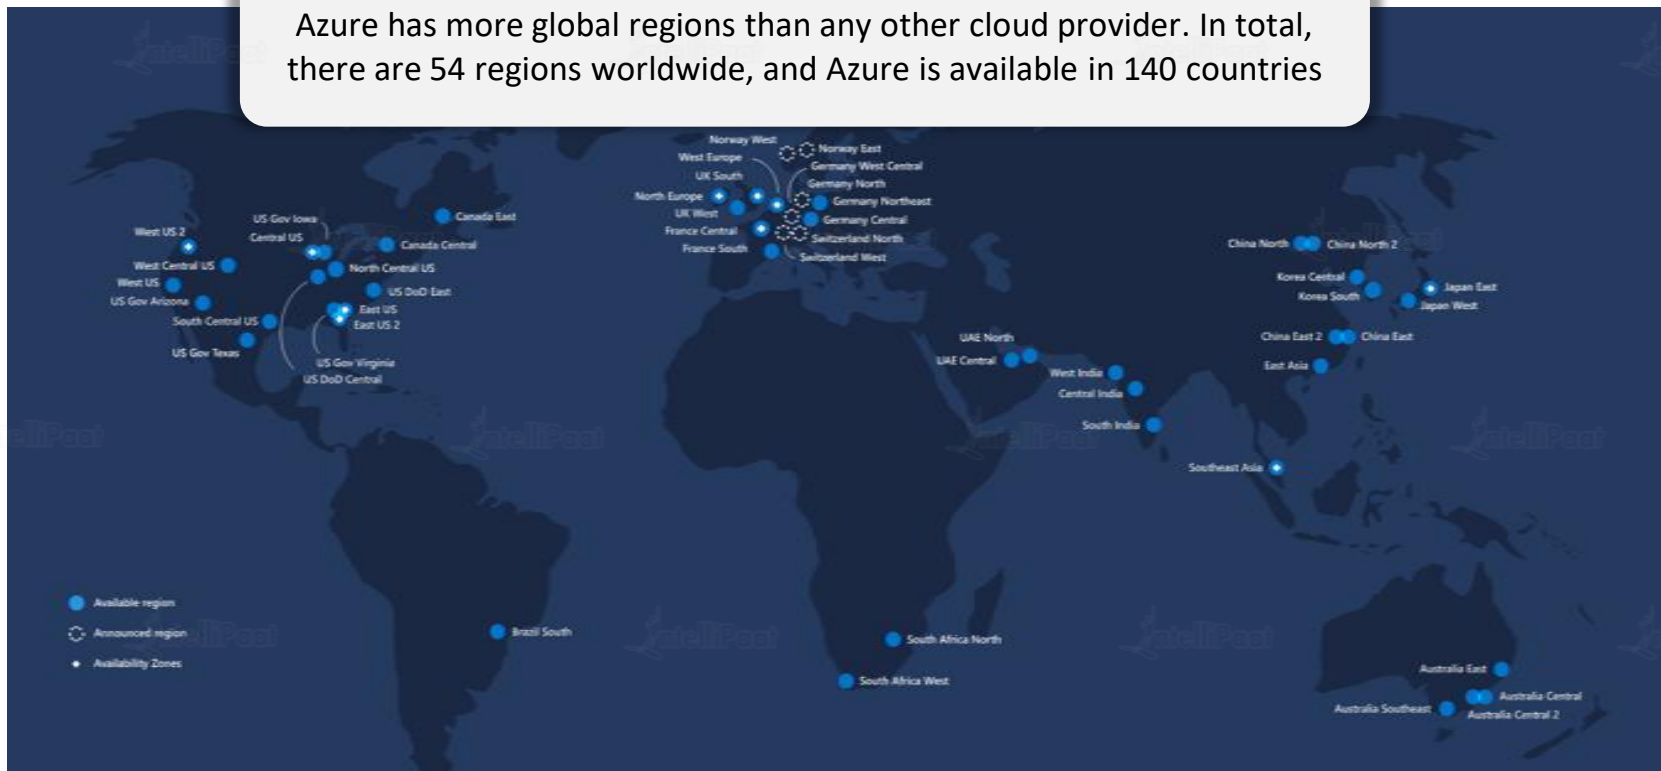 Azure has more global regions than any other cloud provider. In total,
there are 54 regions worldwide, and Azure is available in 140 countries
Norway West
Norway East
West Europe
Germany West Central
UK South
Germany North
North Europe
Germany Northeast
UK West
Germany Central
France Central
Switzerland North
France South
Switzerland West
Canada East
US Gov Iowa
West US 2
Central US
Canada Central
West Central US
North Central US
West US
US DoD East
US Gov Arizona
East US
South Central US
East US 2
US Gov Texas
US Gov Virginia
US DoD Central
China North
China North 2
Korea Central
Japan East
Korea South
Japan West
UAE North
China East 2
China East
UAE Central
East Asia
West India
Central India
South India
Southeast Asia
Available region
Announced region
Availability Zones
Brazil South
South Africa North
South Africa West
Australia East
Australia Central
Australia Southeast
Australia Central 2